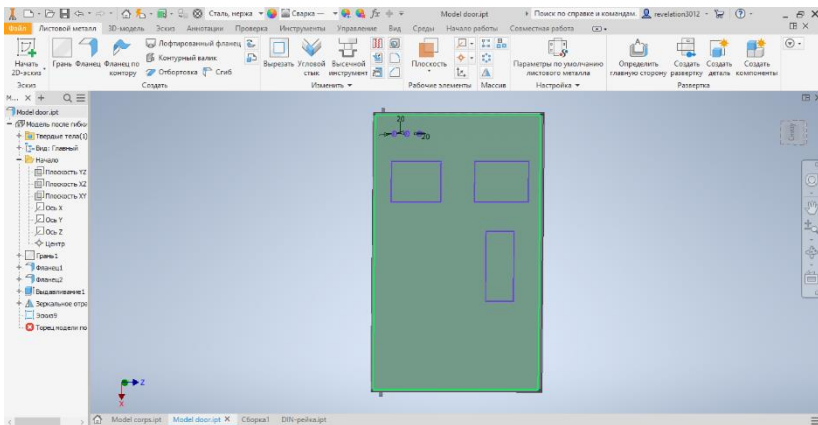 Сталь, нержа
Сварка —
fx
Model door.ipt
Поиск по справке и командам.
revelation3012
Файл Листовой металл 3D-модель Эскиз Аннотации Проверка Инструменты Управление Вид Среды Начало работы Совместная работа
Начать 2D-эскиз
Грань
Фланец
Фланец по контуру
Лофтированный фланец
Контурный валик
Отбортовка
Сгиб
Вырезать
Угловой стык
Высечной инструмент
Плоскость
Параметры по умолчанию листового металла
Определить главную сторону
Создать развертку
Создать деталь
Создать компоненты
Эскиз Создать Изменить Рабочие элементы Массив Настройка Развертка
М...
Model door.ipt
Модель после гибк
Твердые тела(1)
Вид: Главный
Начало
Плоскость YZ
Плоскость XZ
Плоскость XY
Ось X
Ось Y
Ось Z
Центр
Грань1
Фланец1
Фланец2
Выдавливание1
Зеркальное отра
Эскиз9
Торец модели по
20
20
Z
X
Model corps.ipt Model door.ipt Сборка1 DIN-рейка.ipt